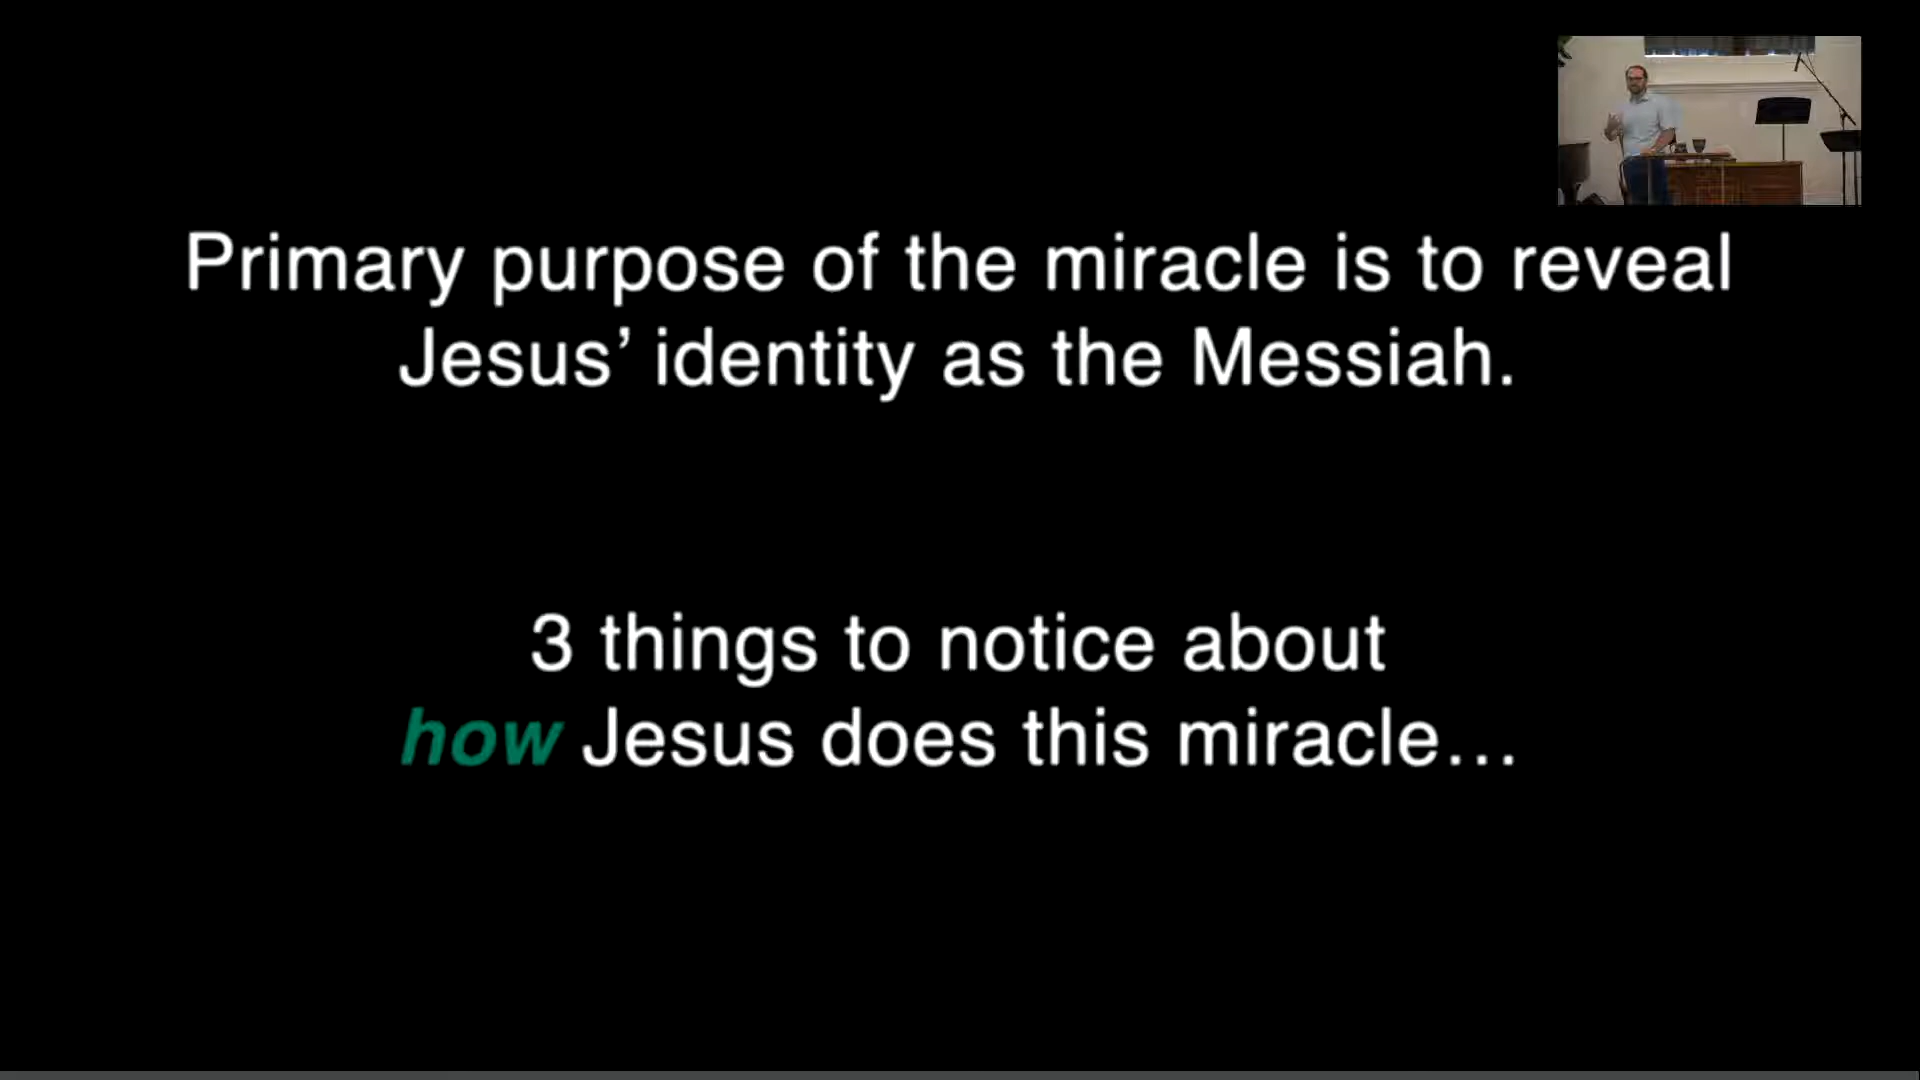 Primary purpose of the miracle is to reveal
Jesus’ identity as the Messiah.
3 things to notice about
how Jesus does this miracle…